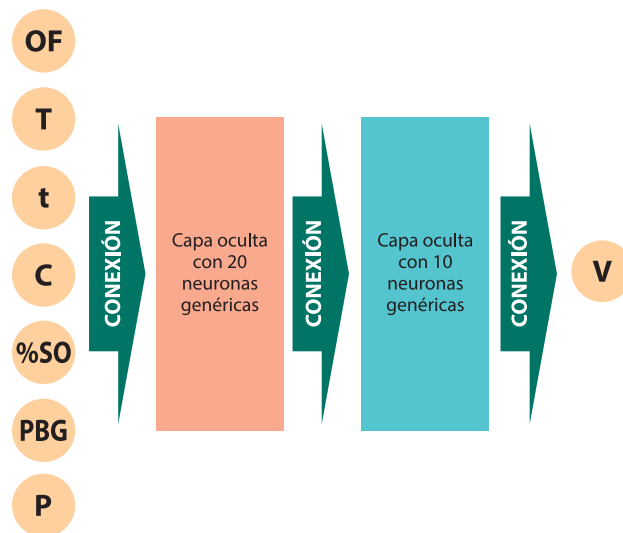 OF
T
t
C
%SO
PBG
P
CONEXIÓN
Capa oculta
con 20
neuronas
genéricas
CONEXIÓN
Capa oculta
con 10
neuronas
genéricas
CONEXIÓN
V